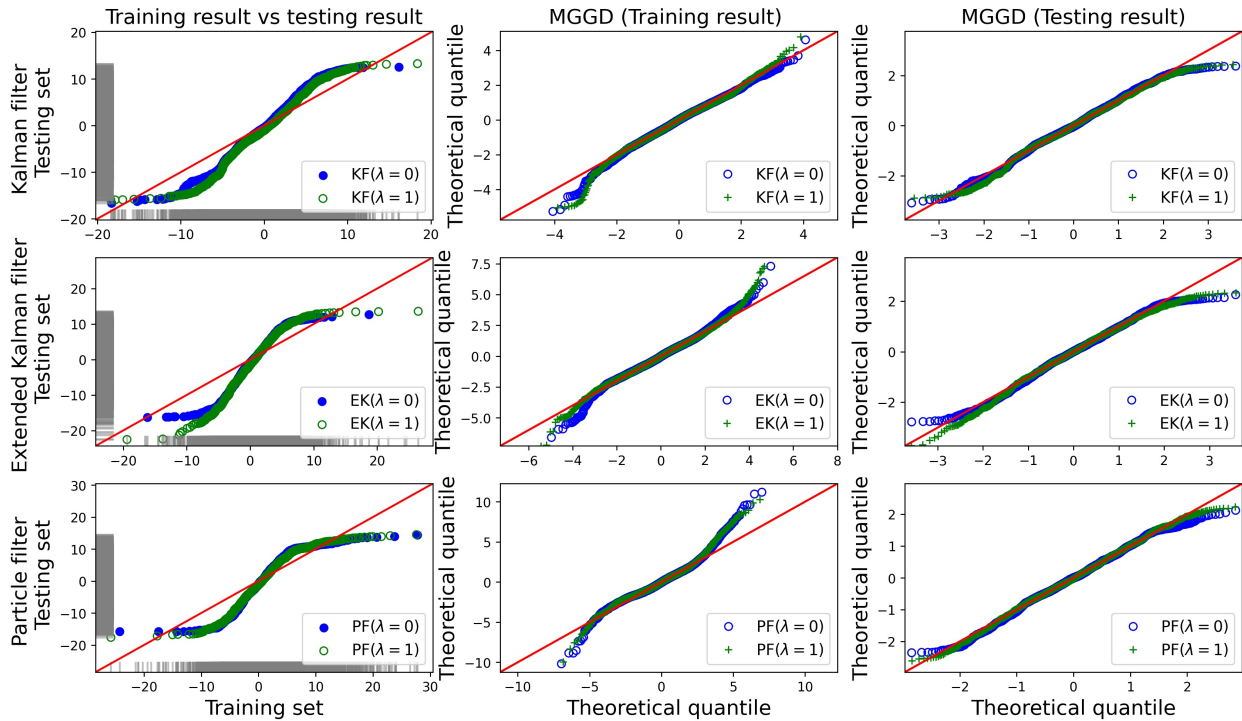 Training result vs testing result
MGGD (Training result)
MGGD (Testing result)
Kalman filter
Testing set
20
10
0
−10
−20
−20
−10
0
10
20
KF(λ = 0)
KF(λ = 1)
Theoretical quantile
4
2
0
−2
−4
−4
−2
0
2
4
KF(λ = 0)
KF(λ = 1)
Theoretical quantile
2
0
−2
−3
−2
−1
0
1
2
3
KF(λ = 0)
KF(λ = 1)
Extended Kalman filter
Testing set
20
10
0
−10
−20
−20
−10
0
10
20
EK(λ = 0)
EK(λ = 1)
Theoretical quantile
7.5
5.0
2.5
0.0
−2.5
−5.0
−6
−4
−2
0
2
4
6
8
EK(λ = 0)
EK(λ = 1)
Theoretical quantile
2
0
−2
−3
−2
−1
0
1
2
3
EK(λ = 0)
EK(λ = 1)
Particle filter
Testing set
30
20
10
0
−10
−20
−20
−10
0
10
20
30
PF(λ = 0)
PF(λ = 1)
Training set
Theoretical quantile
10
5
0
−5
−10
−10
−5
0
5
10
PF(λ = 0)
PF(λ = 1)
Theoretical quantile
Theoretical quantile
2
1
0
−1
−2
−2
−1
0
1
2
PF(λ = 0)
PF(λ = 1)
Theoretical quantile